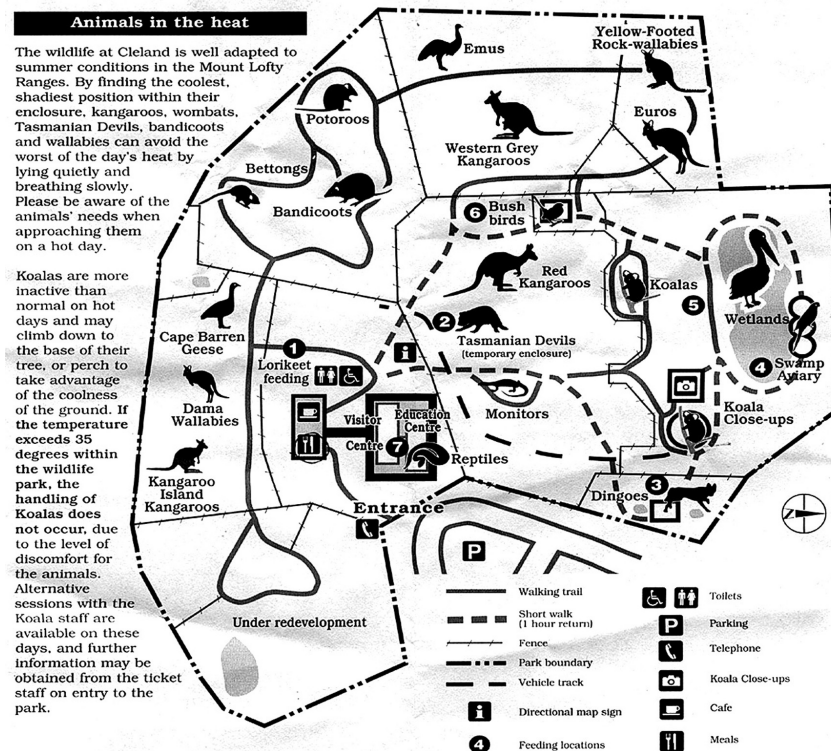 Animals in the heat
The wildlife at Cleland is well adapted to
summer conditions in the Mount Lofty
Ranges. By finding the coolest,
shadiest position within their
enclosure, kangaroos, wombats,
Tasmanian Devils, bandicoots
and wallabies can avoid the
worst of the day's heat by
lying quietly and
breathing slowly.
Please be aware of the
animals' needs when
approaching them
on a hot day.
Koalas are more
inactive than
normal on hot
days and may
climb down to
the base of their
tree, or perch to
take advantage
of the coolness
of the ground. If
the temperature
exceeds 35
degrees within
the wildlife
park, the
handling of
Koalas does
not occur, due
to the level of
discomfort for
the animals.
Alternative
sessions with the
Koala staff are
available on these
days, and further
information may be
obtained from the ticket
staff on entry to the
park.
Emus
Yellow-Footed
Rock-wallabies
Potoroos
Euros
Western Grey
Kangaroos
Bettongs
Bandicoots
6 Bush
birds
Red
Kangaroos
Koalas
5
Wetlands
Cape Barren
Geese
2
Tasmanian Devils
(temporary enclosure)
1
Lorikeet
feeding
i
4 Swamp
Aviary
Dama
Wallabies
Monitors
Koala
Close-ups
Visitor
Centre
Education
Centre
7
Reptiles
Kangaroo
Island
Kangaroos
3
Dingoes
Entrance
P
Z
Under redevelopment
Walking trail
Short walk
(1 hour return)
Fence
Park boundary
Vehicle track
i Directional map sign
4 Feeding locations
Toilets
P Parking
Telephone
Koala Close-ups
Cafe
Meals